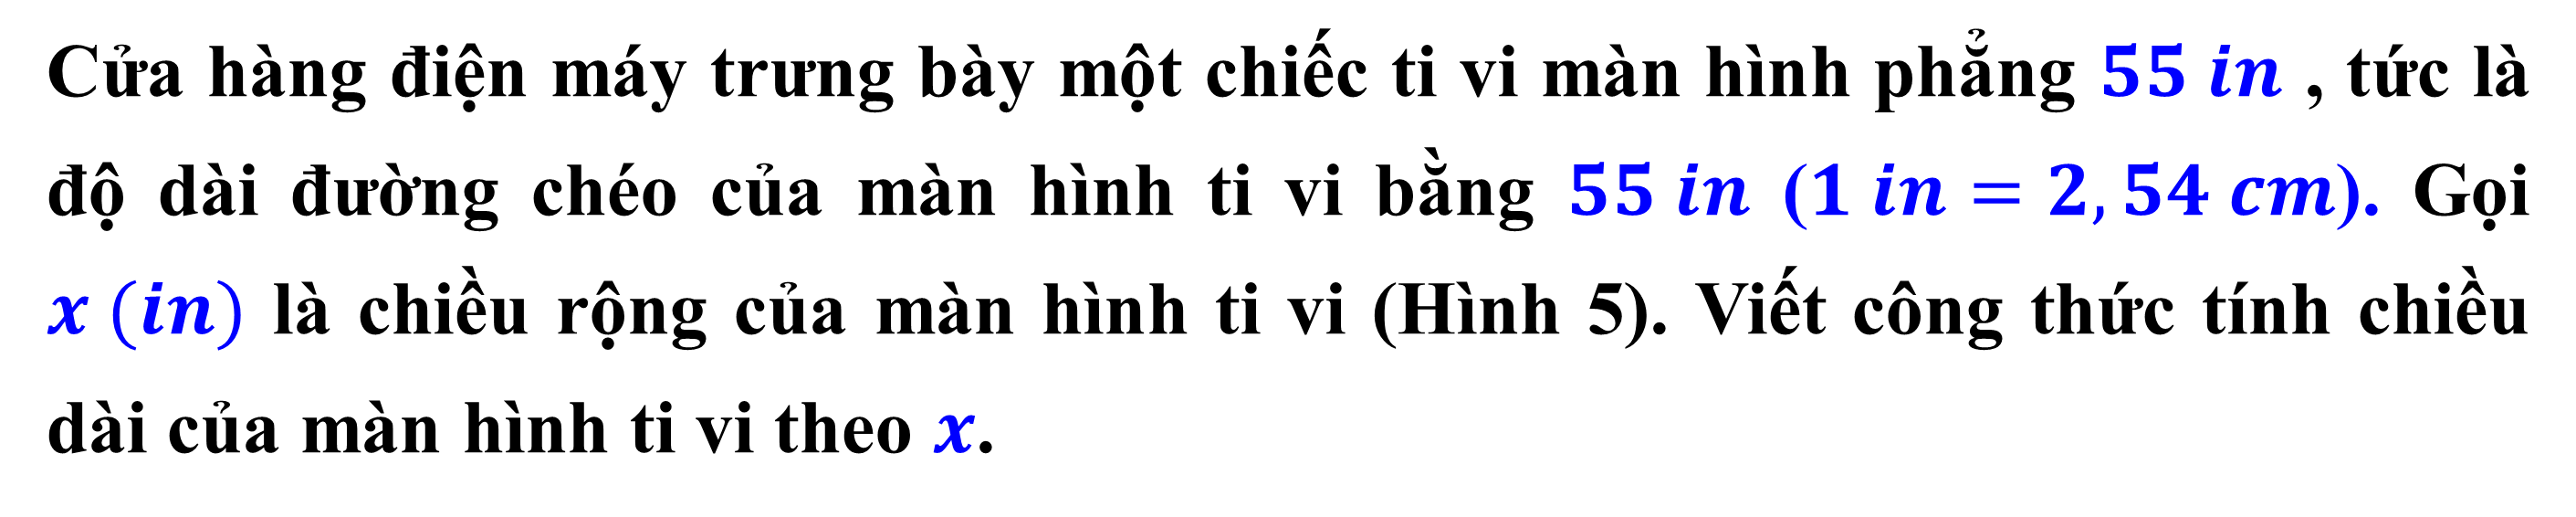 Cửa hàng điện máy trưng bày một chiếc ti vi màn hình phẳng 55 in , tức là
độ dài đường chéo của màn hình ti vi bằng 55 in (1 in = 2, 54 cm). Gọi
x (in) là chiều rộng của màn hình ti vi (Hình 5). Viết công thức tính chiều
dài của màn hình ti vi theo x.